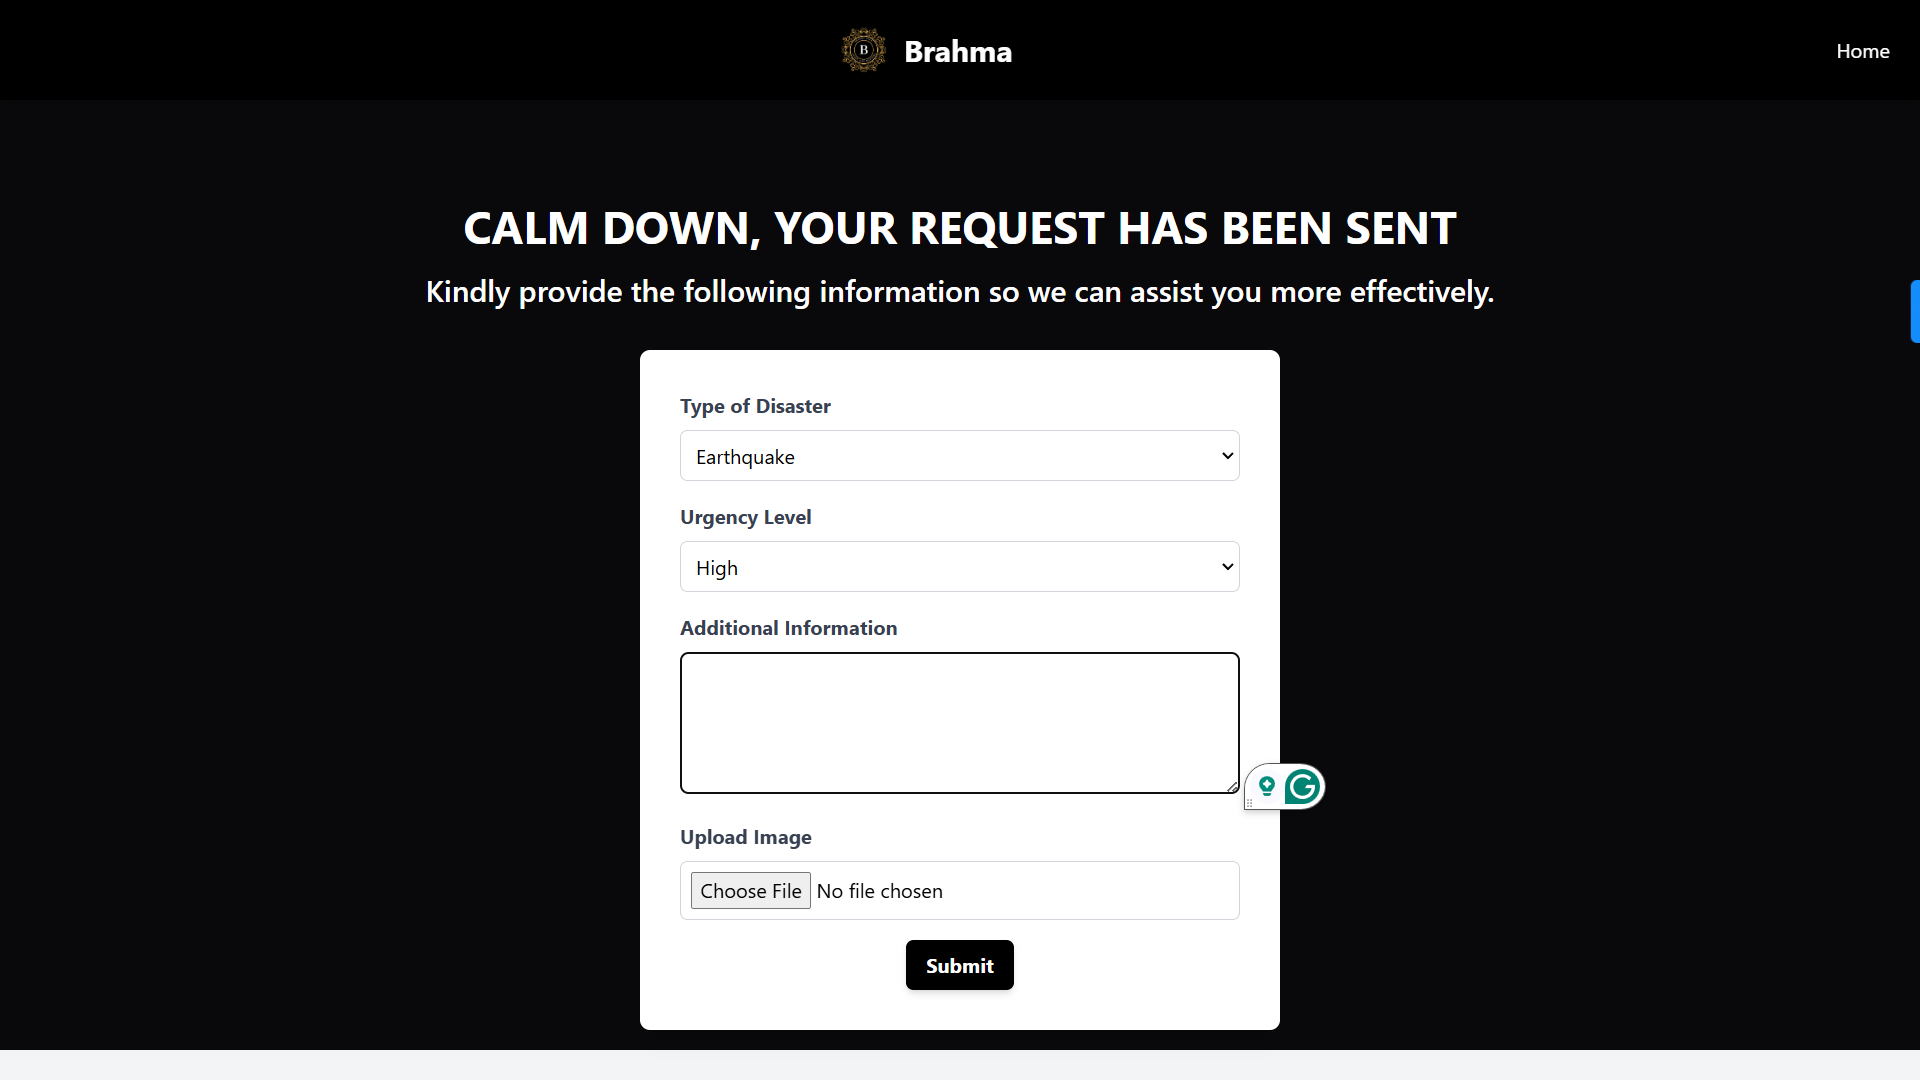 B
Brahma
Home
CALM DOWN, YOUR REQUEST HAS BEEN SENT
Kindly provide the following information so we can assist you more effectively.
Type of Disaster
Earthquake
Urgency Level
High
Additional Information
Upload Image
Choose File No file chosen
Submit